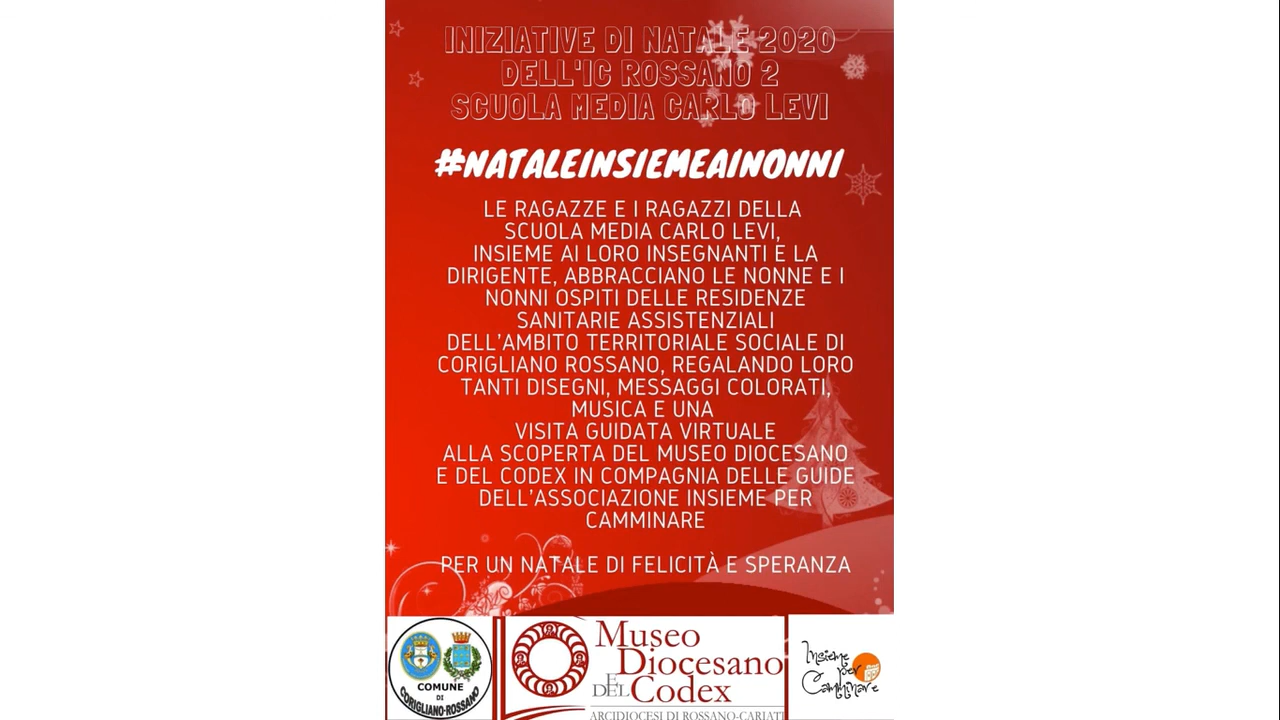 INIZIATIVE DI NATALE 2020
DELL'IC ROSSANO 2
SCUOLA MEDIA CARLO LEVI
#NATALEINSIEMEAINONNI
LE RAGAZZE E I RAGAZZI DELLA
SCUOLA MEDIA CARLO LEVI,
INSIEME AI LORO INSEGNANTI E LA
DIRIGENTE, ABBRACCIANO LE NONNE E I
NONNI OSPITI DELLE RESIDENZE
SANITARIE ASSISTENZIALI
DELL'AMBITO TERRITORIALE SOCIALE DI
CORIGLIANO ROSSANO, REGALANDO LORO
TANTI DISEGNI, MESSAGGI COLORATI,
MUSICA E UNA
VISITA GUIDATA VIRTUALE
ALLA SCOPERTA DEL MUSEO DIOCESANO
E DEL CODEX IN COMPAGNIA DELLE GUIDE
DELL'ASSOCIAZIONE INSIEME PER
CAMMINARE
PER UN NATALE DI FELICITÀ E SPERANZA
COMUNE
DI
CORIGLIANO-ROSSANO
Museo
Diocesano
E DEL Codex
ARCIDIOCESI DI ROSSANO-CARIATI
Insieme
per
Camminare